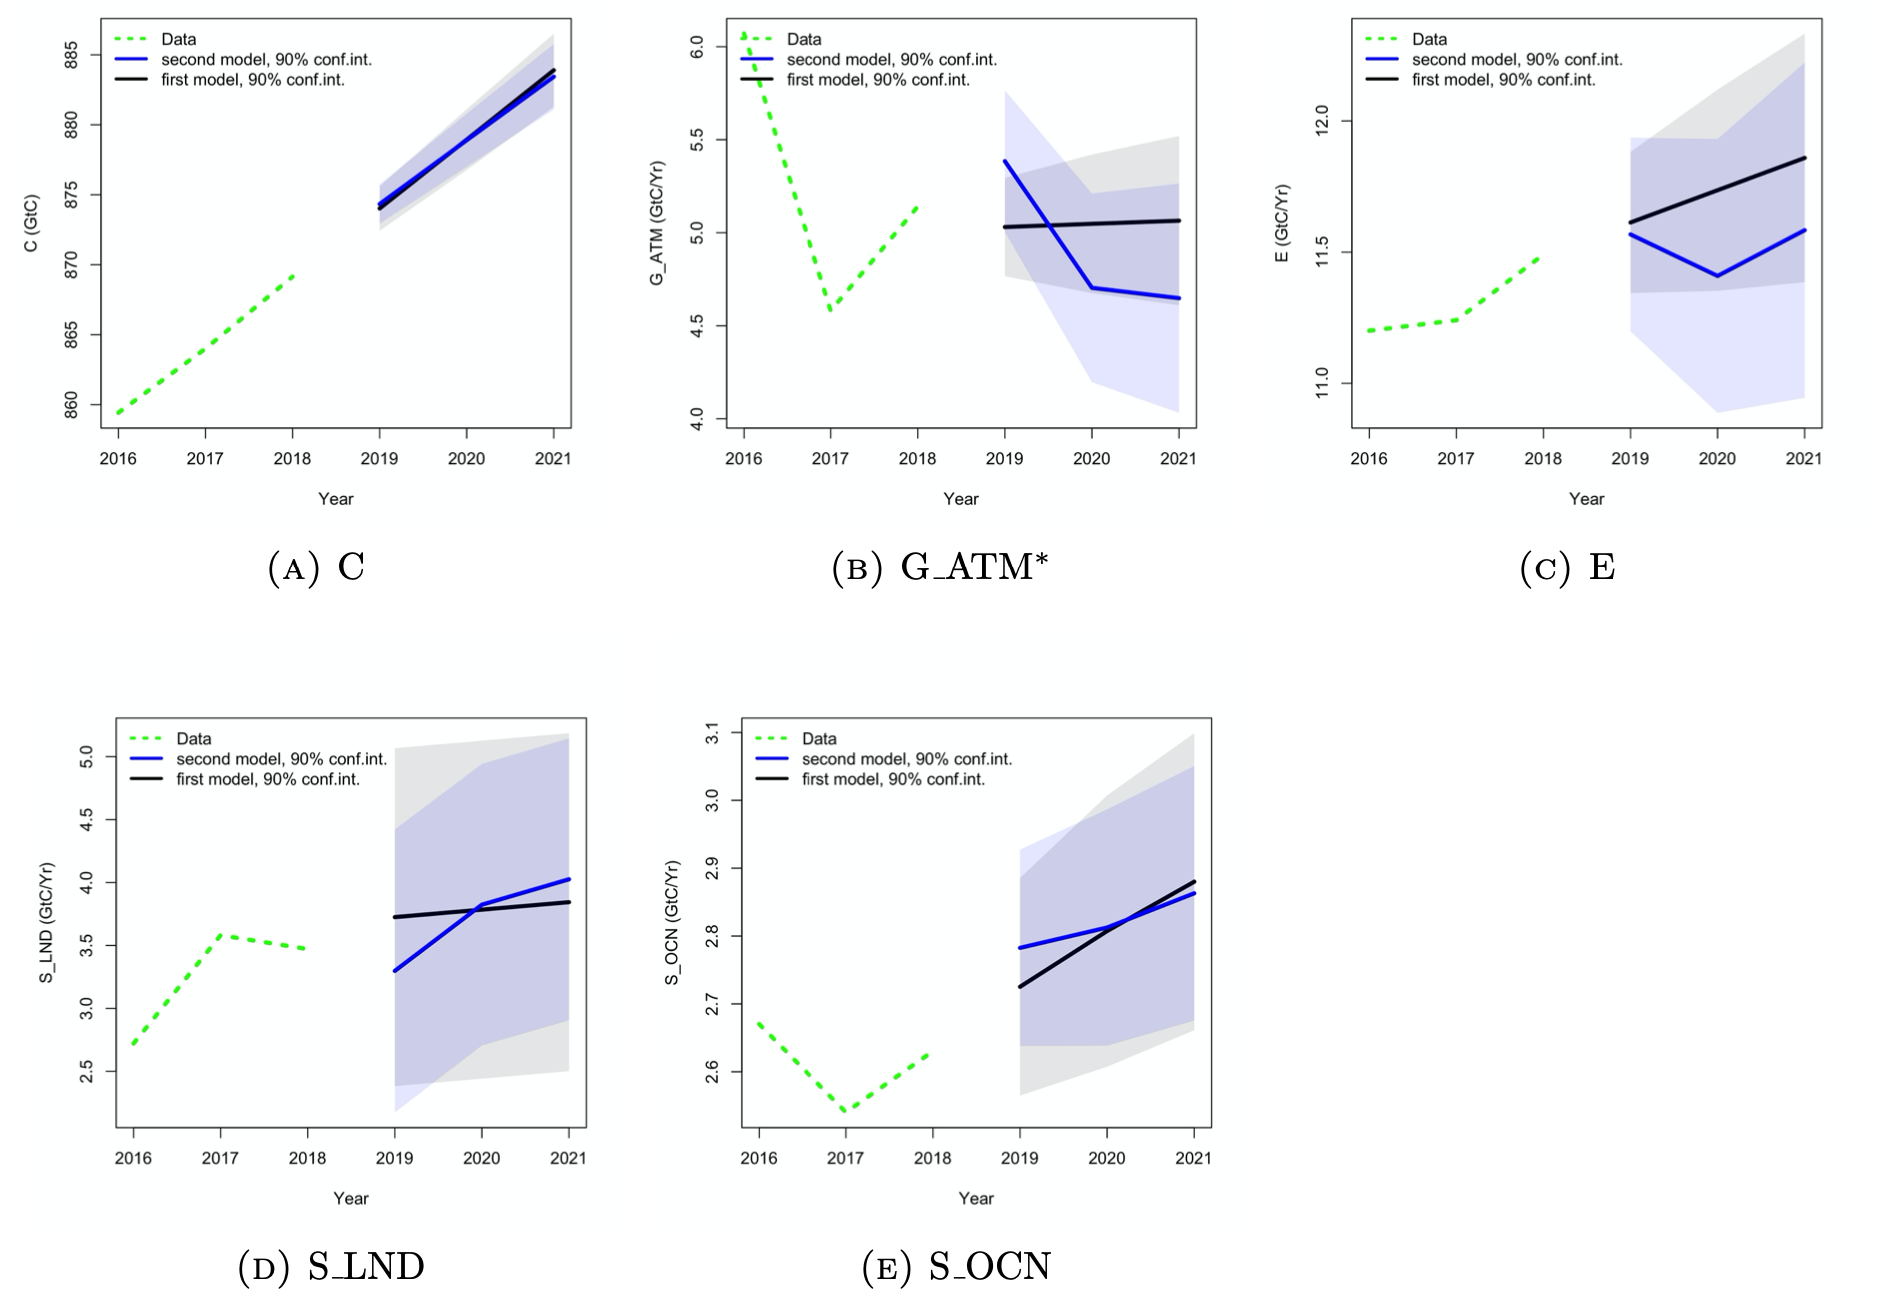 Data
second model, 90% conf.int.
first model, 90% conf.int.
C (GtC)
885
880
875
870
865
860
2016 2017 2018 2019 2020 2021
Year
(A) C
Data
second model, 90% conf.int.
first model, 90% conf.int.
G_ATM (GtC/Yr)
6.0
5.5
5.0
4.5
4.0
2016 2017 2018 2019 2020 2021
Year
(B) G_ATM*
Data
second model, 90% conf.int.
first model, 90% conf.int.
E (GtC/Yr)
12.0
11.5
11.0
2016 2017 2018 2019 2020 2021
Year
(C) E
Data
second model, 90% conf.int.
first model, 90% conf.int.
S_LND (GtC/Yr)
5.0
4.5
4.0
3.5
3.0
2.5
2016 2017 2018 2019 2020 2021
Year
(D) S_LND
Data
second model, 90% conf.int.
first model, 90% conf.int.
S_OCN (GtC/Yr)
3.1
3.0
2.9
2.8
2.7
2.6
2016 2017 2018 2019 2020 2021
Year
(E) S_OCN